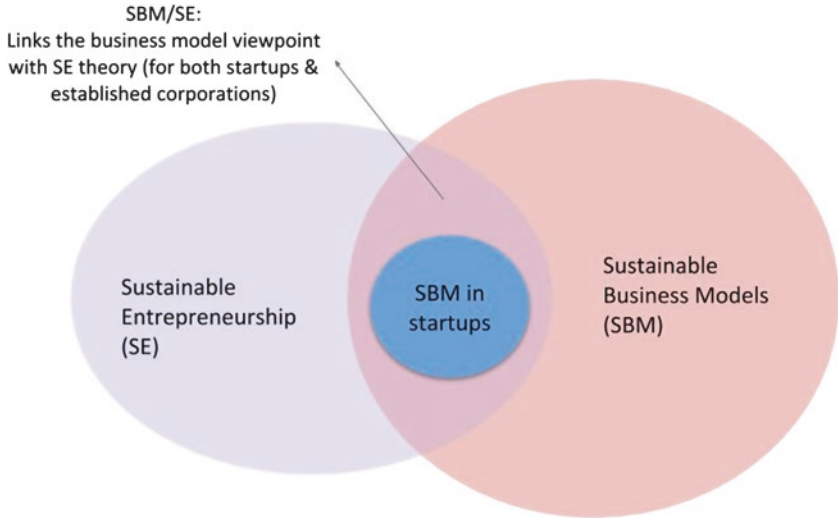 SBM/SE:
Links the business model viewpoint
with SE theory (for both startups &
established corporations)
Sustainable
Entrepreneurship
(SE)
SBM in
startups
Sustainable
Business Models
(SBM)